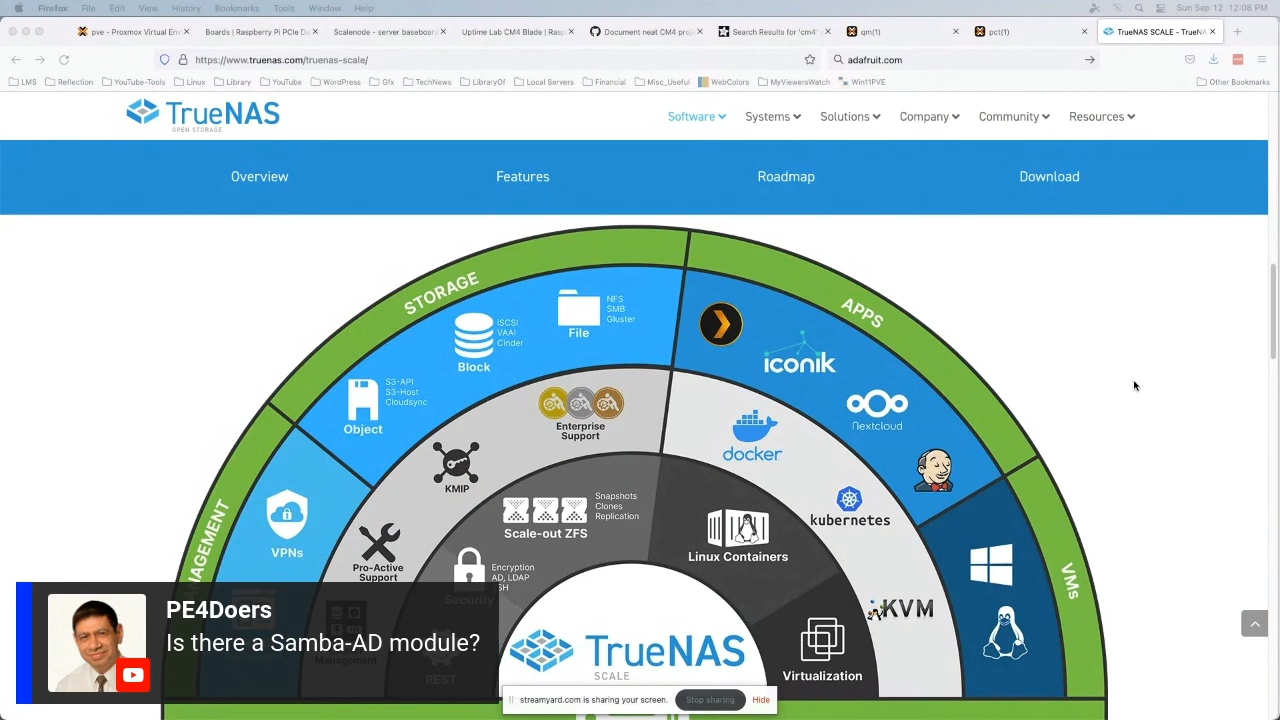 Firefox File Edit View History Bookmarks Tools Window Help
Sun Sep 12 12:08 PM
pve - Proxmox Virtual En
Boards | Raspberry Pi PCIe Da
Scalenode - server baseboard
Uptime Lab CM4 Blade | Rasp
Document neat CM4 proj
Search Results for 'cm4'
qm(1)
pct(1)
TrueNAS SCALE - TrueNA
https://www.truenas.com/truenas-scale/
adafruit.com
LMS Reflection YouTube-Tools Linux Library YouTube WordPress Gfx TechNews LibraryOf Local Servers Financial Misc_Useful WebColors MyViewersWatch Win11PVE Other Bookmarks
TrueNAS
OPEN STORAGE
Software Systems Solutions Company Community Resources
Overview Features Roadmap Download
STORAGE
APPS
NFS
SMB
Gluster
File
iSCSI
VAAI
Cinder
Block
S3-API
S3-Host
Cloudsync
Object
iconik
Nextcloud
Enterprise
Support
docker
KMIP
kubernetes
Snapshots
Clones
Replication
Scale-out ZFS
Linux Containers
VPNs
Pro-Active
Support
Encryption
AD, LDAP
Security
VMs
KVM
TrueNAS
SCALE
Virtualization
REST
PE4Doers
Is there a Samba-AD module?
streamyard.com is sharing your screen. Stop sharing Hide